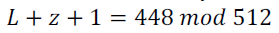 L + z + 1 = 448 mod 512